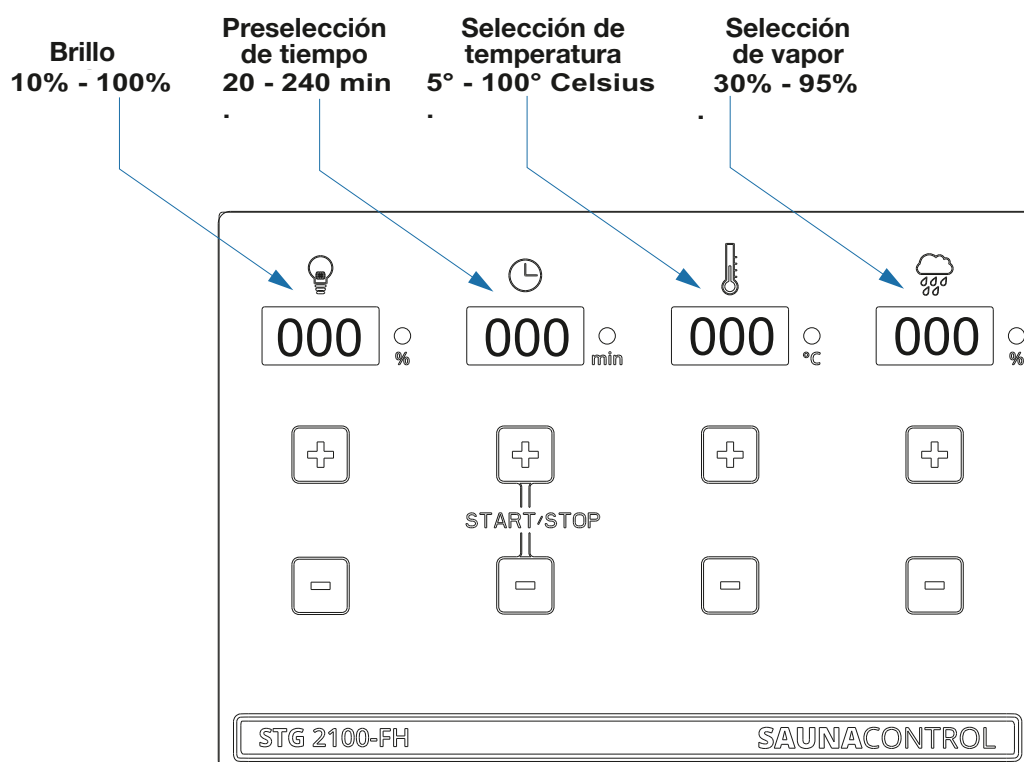 Brillo
10% - 100%
Preselección
de tiempo
20 - 240 min
.
Selección de
temperatura
5° - 100° Celsius
.
Selección
de vapor
30% - 95%
.
000 %
000 min
000 °C
000 %
START/STOP
STG 2100-FH
SAUNACONTROL